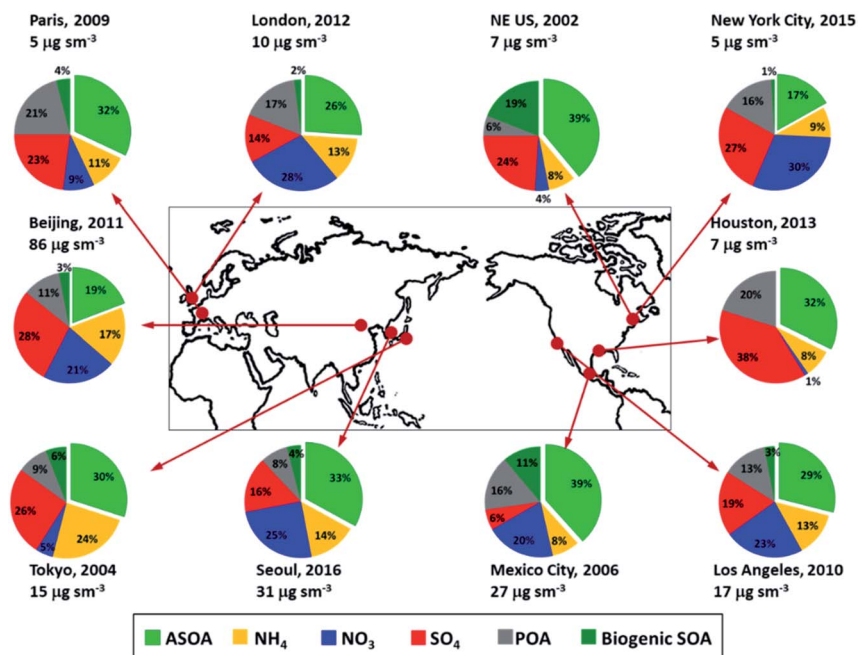 Paris, 2009
5 µg sm-3
London, 2012
10 µg sm-3
NE US, 2002
7 µg sm-3
New York City, 2015
5 µg sm-3
4%
32%
11%
9%
23%
21%
2%
26%
13%
28%
14%
17%
19%
39%
8%
4%
24%
6%
1%
17%
9%
30%
27%
16%
Beijing, 2011
86 µg sm-3
3%
19%
17%
21%
28%
11%
Houston, 2013
7 µg sm-3
32%
8%
1%
38%
20%
6%
30%
24%
5%
26%
9%
Tokyo, 2004
15 µg sm-3
4%
33%
14%
25%
16%
8%
Seoul, 2016
31 µg sm-3
11%
39%
8%
20%
6%
16%
Mexico City, 2006
27 µg sm-3
3%
29%
13%
23%
19%
13%
Los Angeles, 2010
17 µg sm-3
ASOA NH4 NO3 SO4 POA Biogenic SOA